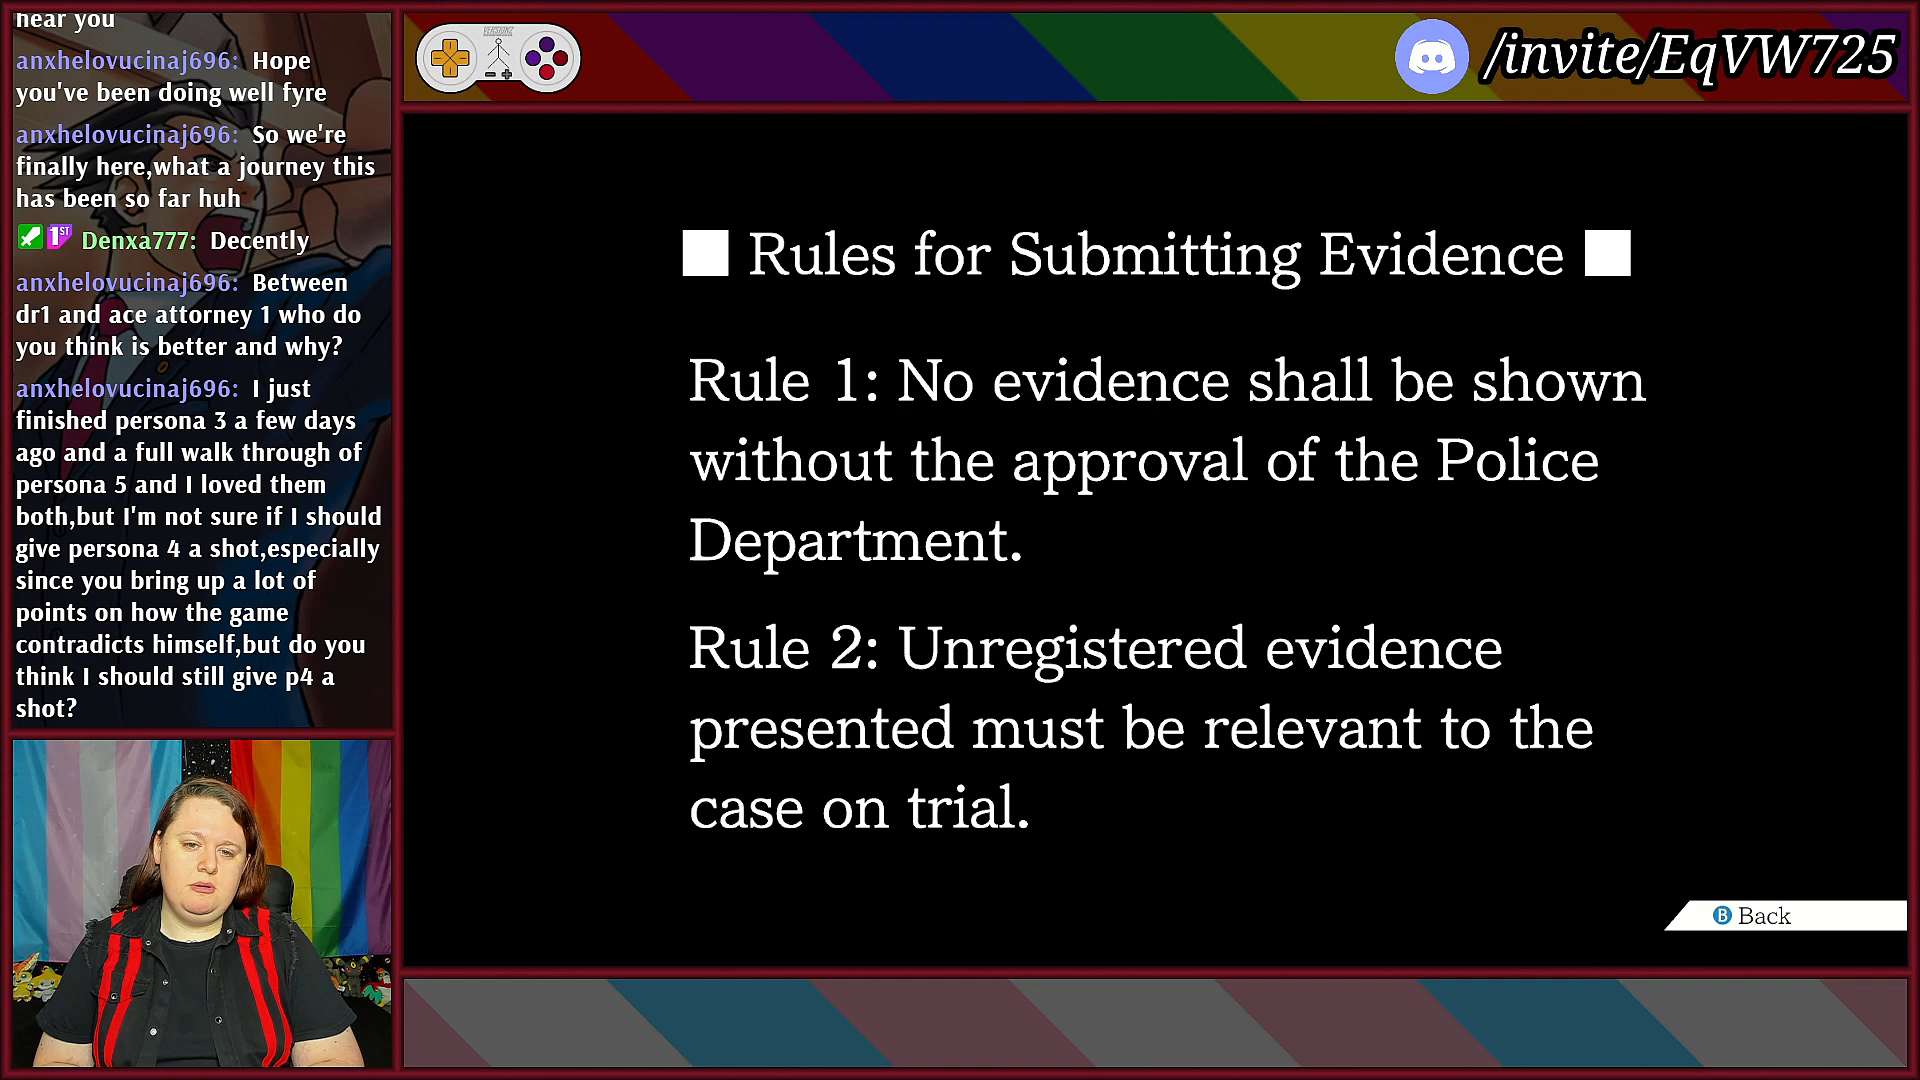 hear you
anxhelovucinaj696: Hope
you've been doing well fyre
anxhelovucinaj696: So we're
finally here,what a journey this
has been so far huh
1ST Denxa777: Decently
anxhelovucinaj696: Between
dr1 and ace attorney 1 who do
you think is better and why?
anxhelovucinaj696: I just
finished persona 3 a few days
ago and a full walk through of
persona 5 and I loved them
both,but I'm not sure if I should
give persona 4 a shot,especially
since you bring up a lot of
points on how the game
contradicts himself,but do you
think I should still give p4 a
shot?
VERSIONZ
/invite/EqVW725
■ Rules for Submitting Evidence ■
Rule 1: No evidence shall be shown
without the approval of the Police
Department.
Rule 2: Unregistered evidence
presented must be relevant to the
case on trial.
B Back